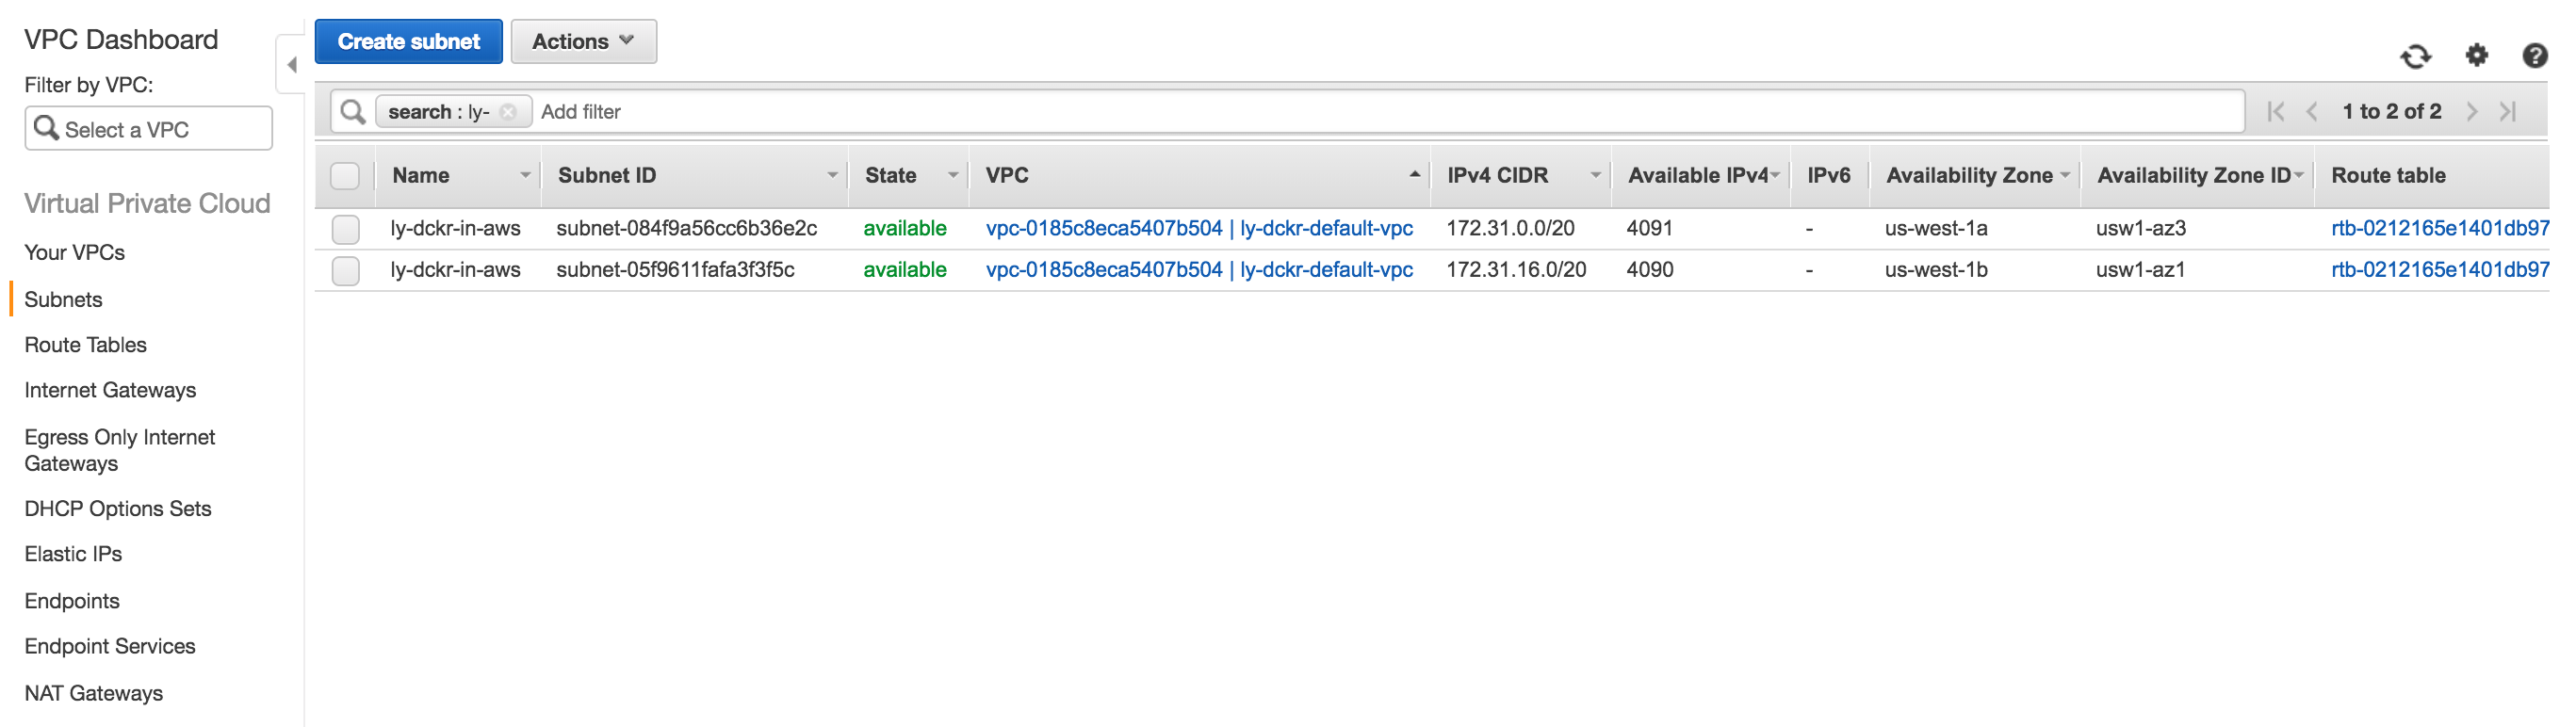 VPC Dashboard
Filter by VPC:
Select a VPC
Virtual Private Cloud
Your VPCs
Subnets
Route Tables
Internet Gateways
Egress Only Internet
Gateways
DHCP Options Sets
Elastic IPs
Endpoints
Endpoint Services
NAT Gateways
Create subnet Actions
search : ly- Add filter 1 to 2 of 2
Name Subnet ID State VPC IPv4 CIDR Available IPv4 IPv6 Availability Zone Availability Zone ID Route table
ly-dckr-in-aws subnet-084f9a56cc6b36e2c available vpc-0185c8eca5407b504 | ly-dckr-default-vpc 172.31.0.0/20 4091 - us-west-1a usw1-az3 rtb-0212165e1401db97
ly-dckr-in-aws subnet-05f9611fafa3f3f5c available vpc-0185c8eca5407b504 | ly-dckr-default-vpc 172.31.16.0/20 4090 - us-west-1b usw1-az1 rtb-0212165e1401db97